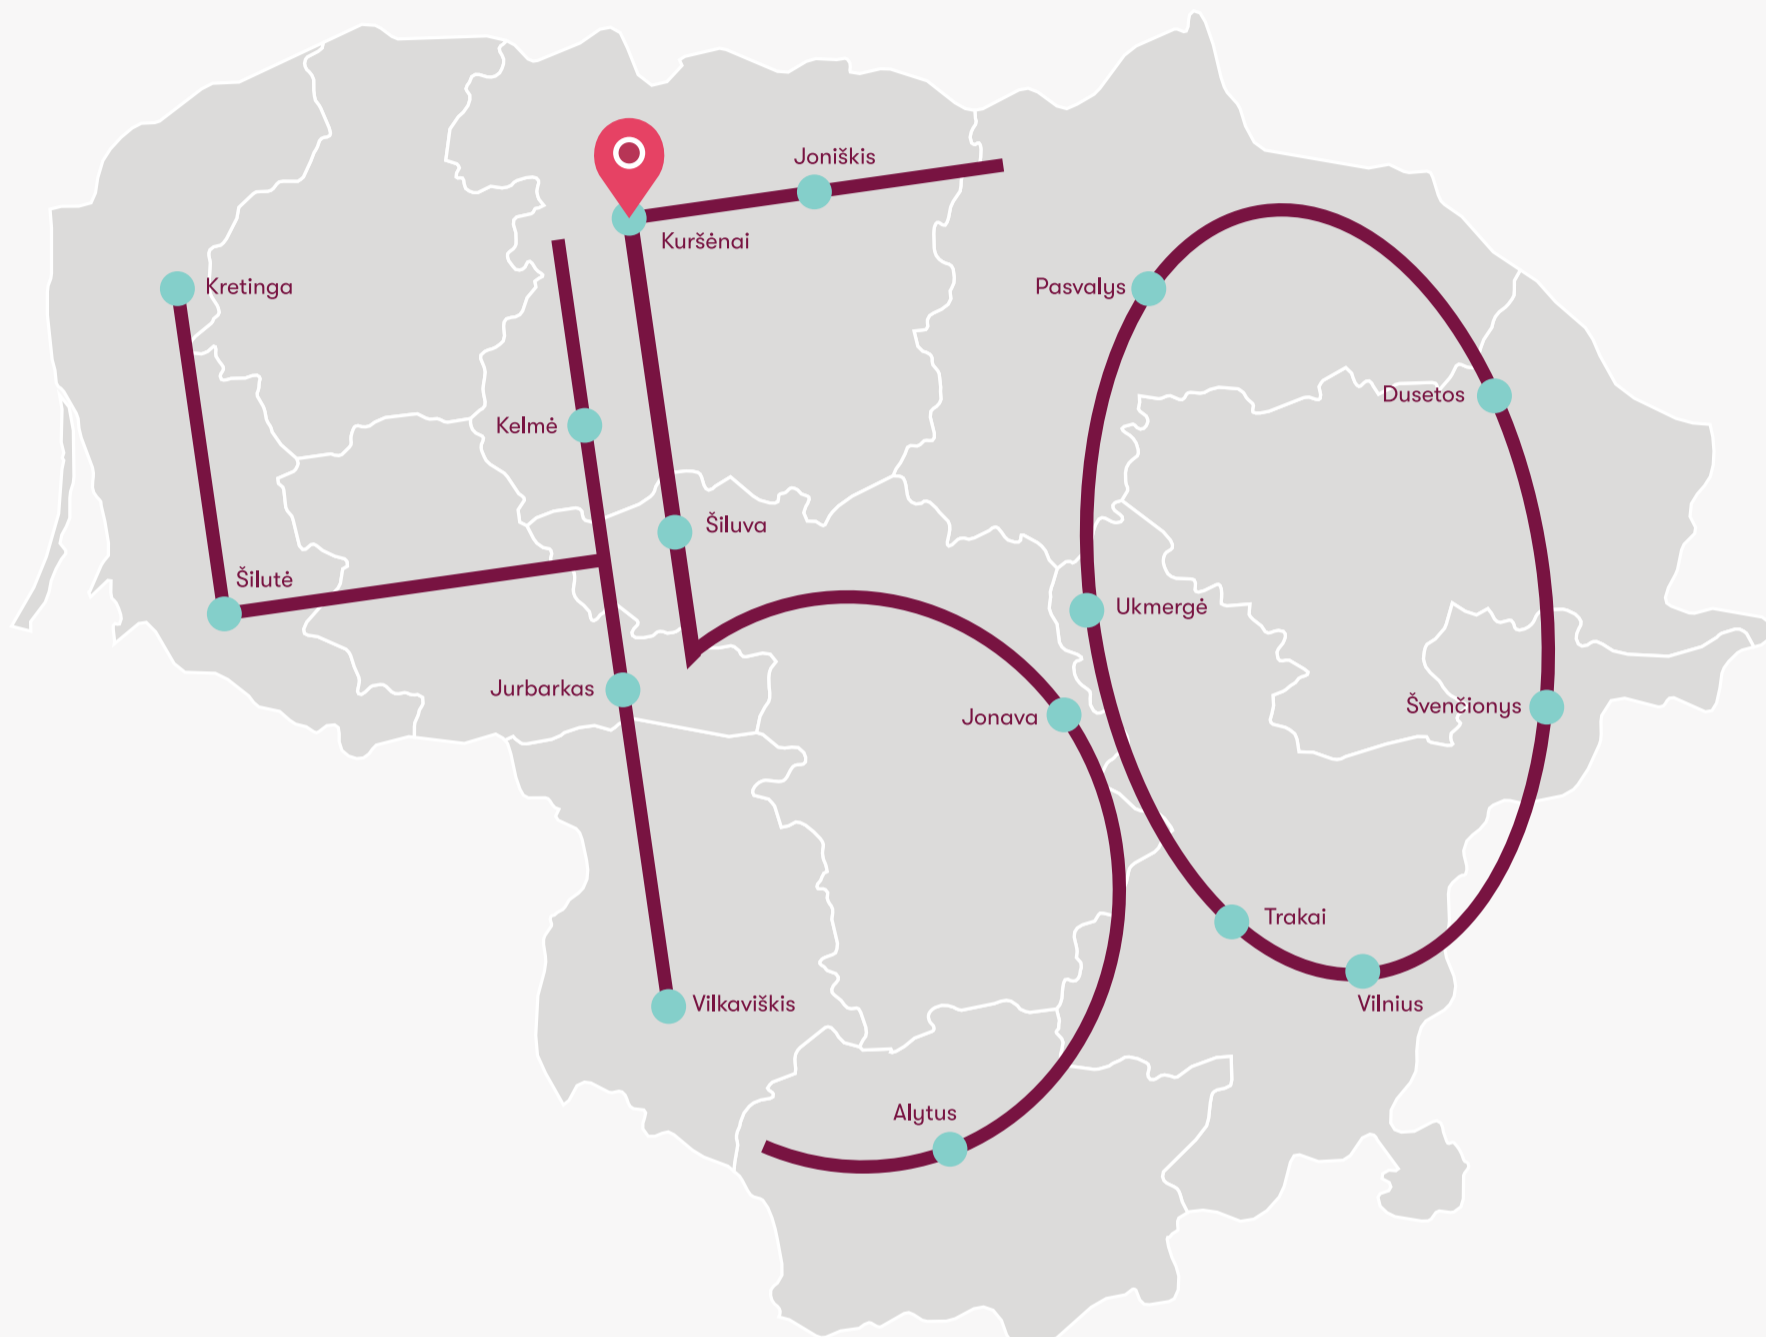 Joniškis
Kuršėnai
Kretinga
Pasvalys
Dusetos
Kelmė
Šiluva
Šilutė
Ukmergė
Jurbarkas
Jonava
Švenčionys
Trakai
Vilkaviškis
Vilnius
Alytus